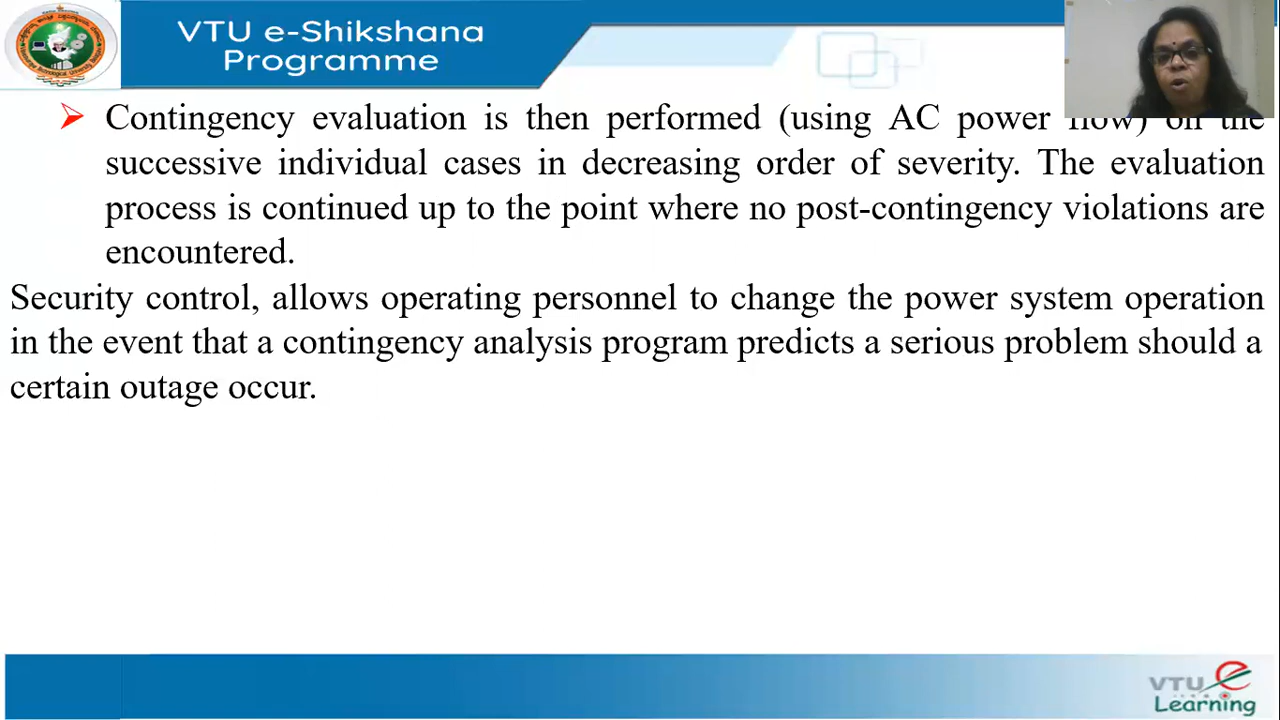 VTU e-Shikshana
Programme
➤ Contingency evaluation is then performed (using AC power flow) on the
successive individual cases in decreasing order of severity. The evaluation
process is continued up to the point where no post-contingency violations are
encountered.
Security control, allows operating personnel to change the power system operation
in the event that a contingency analysis program predicts a serious problem should a
certain outage occur.
VTU e
Learning